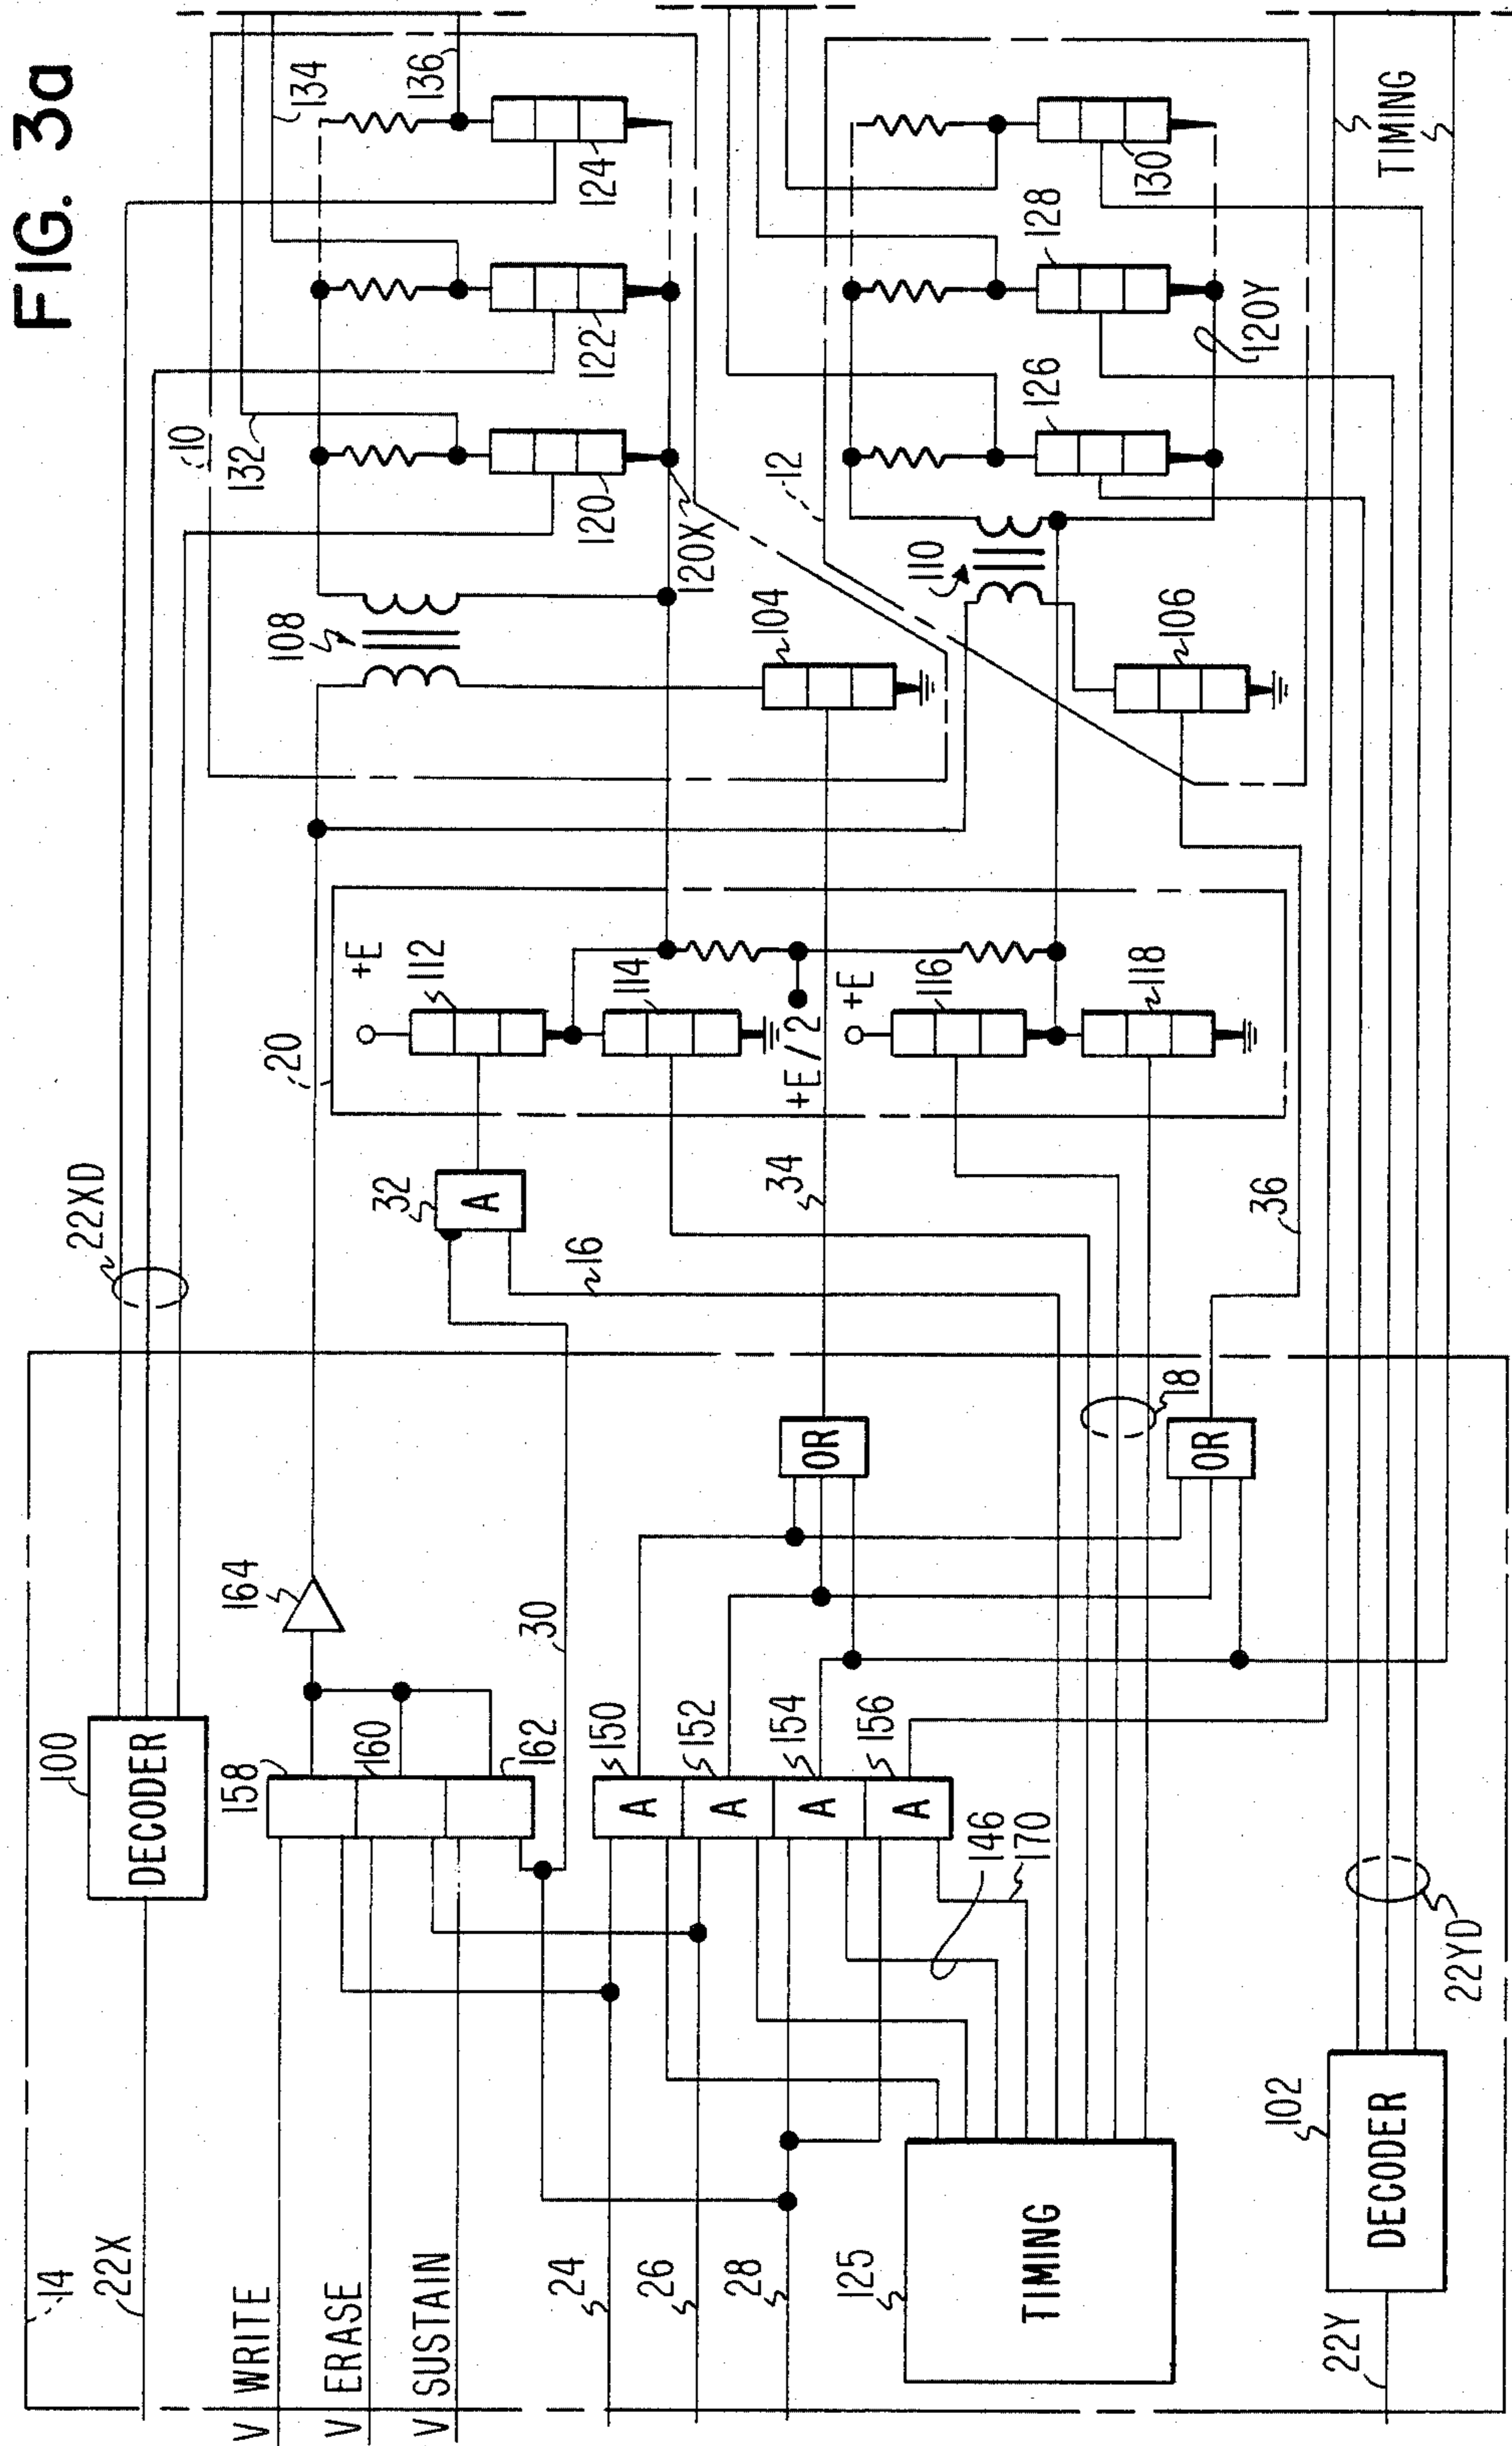 FIG. 3a
22XD
100
DECODER
14
22X
158
160
162
164
20
V WRITE
V ERASE
V SUSTAIN
30
24
26
28
150
152
154
156
A
A
A
A
146
170
125
TIMING
102
DECODER
22Y
22YD
OR
OR
18
32
A
16
34
36
+E
112
114
+E/2
+E
116
118
108
10
132
134
136
120
122
124
120X
104
12
110
106
126
128
130
120Y
TIMING